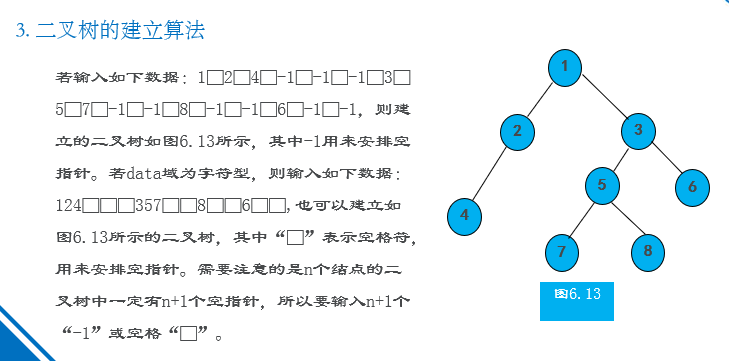 3. 二叉树的建立算法
若输入如下数据：1□2□4□-1□-1□-1□3□
5□7□-1□-1□8□-1□-1□6□-1□-1，则建
立的二叉树如图6.13所示，其中-1用来安排空
指针。若data域为字符型，则输入如下数据：
124□□□357□□8□□6□□,也可以建立如
图6.13所示的二叉树，其中“□”表示空格符，
用来安排空指针。需要注意的是n个结点的二
叉树中一定有n+1个空指针，所以要输入n+1个
“-1”或空格“□”。
1
2
3
5
6
4
7
8
图6.13